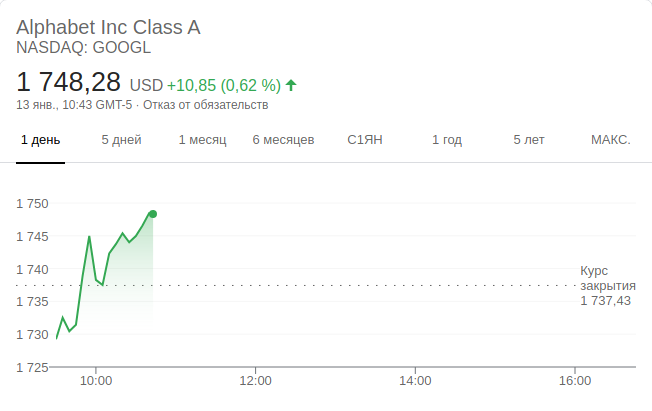 Alphabet Inc Class A
NASDAQ: GOOGL
1 748,28 USD +10,85 (0,62 %)
13 янв., 10:43 GMT-5 · Отказ от обязательств
1 день 5 дней 1 месяц 6 месяцев С1ЯН 1 год 5 лет МАКС.
1 750
1 745
1 740
1 735
1 730
1 725
Курс
закрытия
1 737,43
10:00 12:00 14:00 16:00